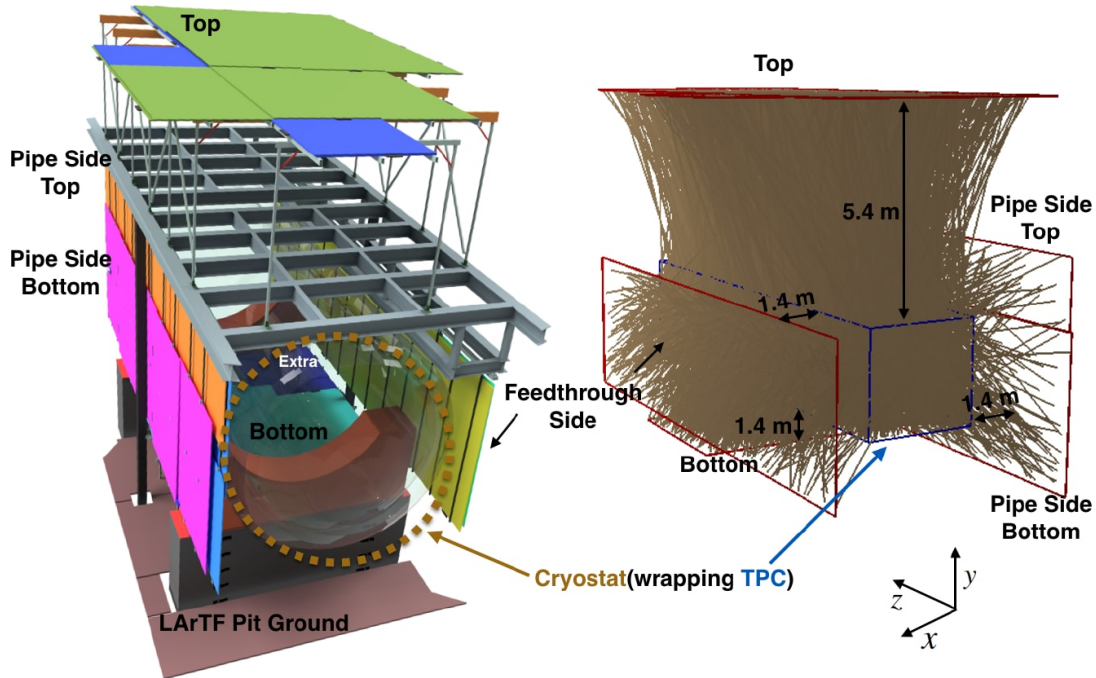 Top
Pipe Side
Top
Pipe Side
Bottom
Extra
Bottom
Feedthrough
Side
Cryostat(wrapping TPC)
LArTF Pit Ground
Top
5.4 m
Pipe Side
Top
1.4 m
1.4 m
1.4 m
Bottom
Pipe Side
Bottom
y
z
x